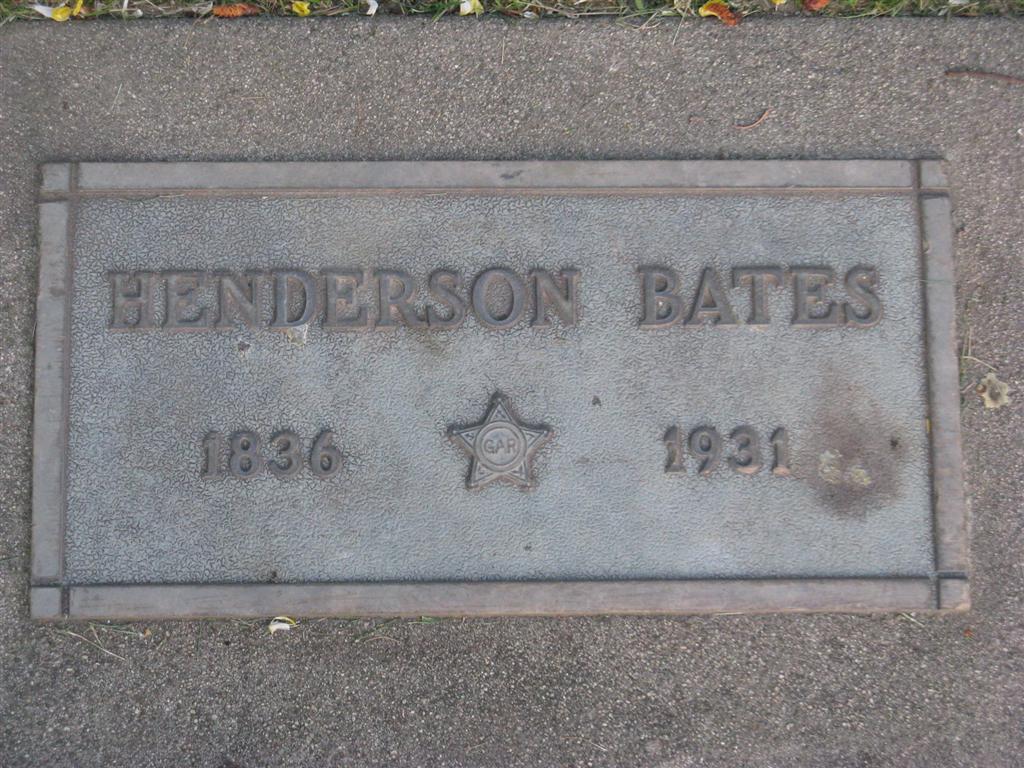 HENDERSON BATES
1836 GAR 1931